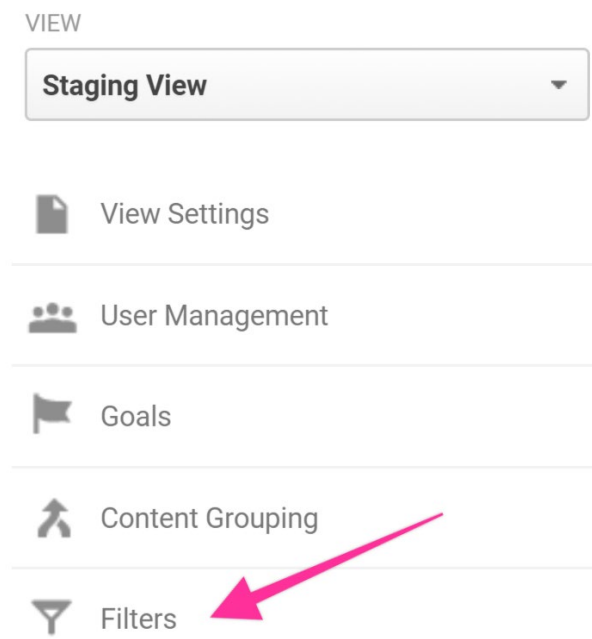 VIEW
Staging View
View Settings
User Management
Goals
Content Grouping
Filters